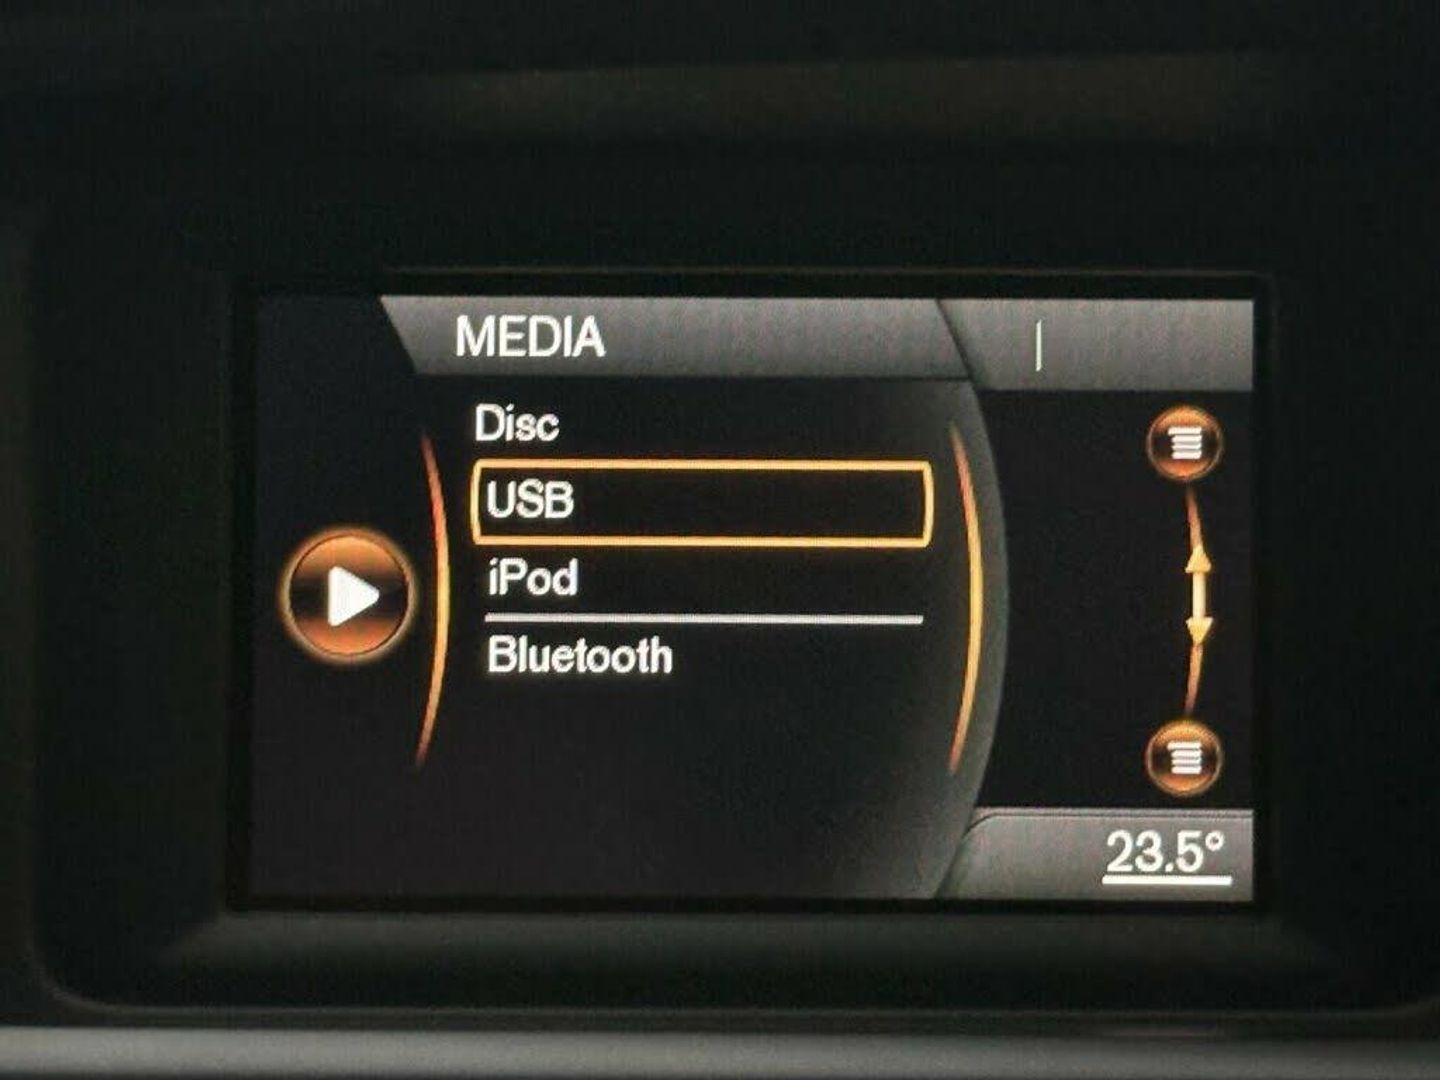 MEDIA
Disc
USB
iPod
Bluetooth
23.5°